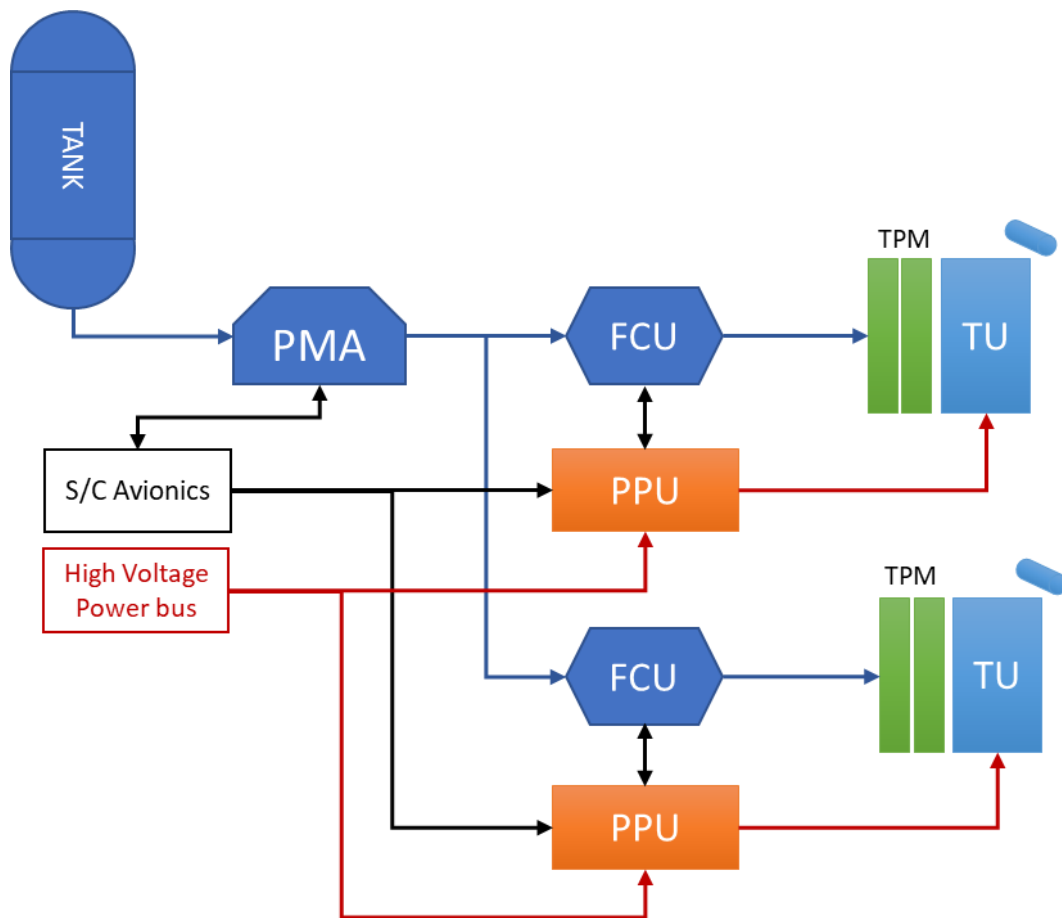 TANK
TPM
PMA
FCU
TU
S/C Avionics
PPU
High Voltage
Power bus
TPM
FCU
TU
PPU